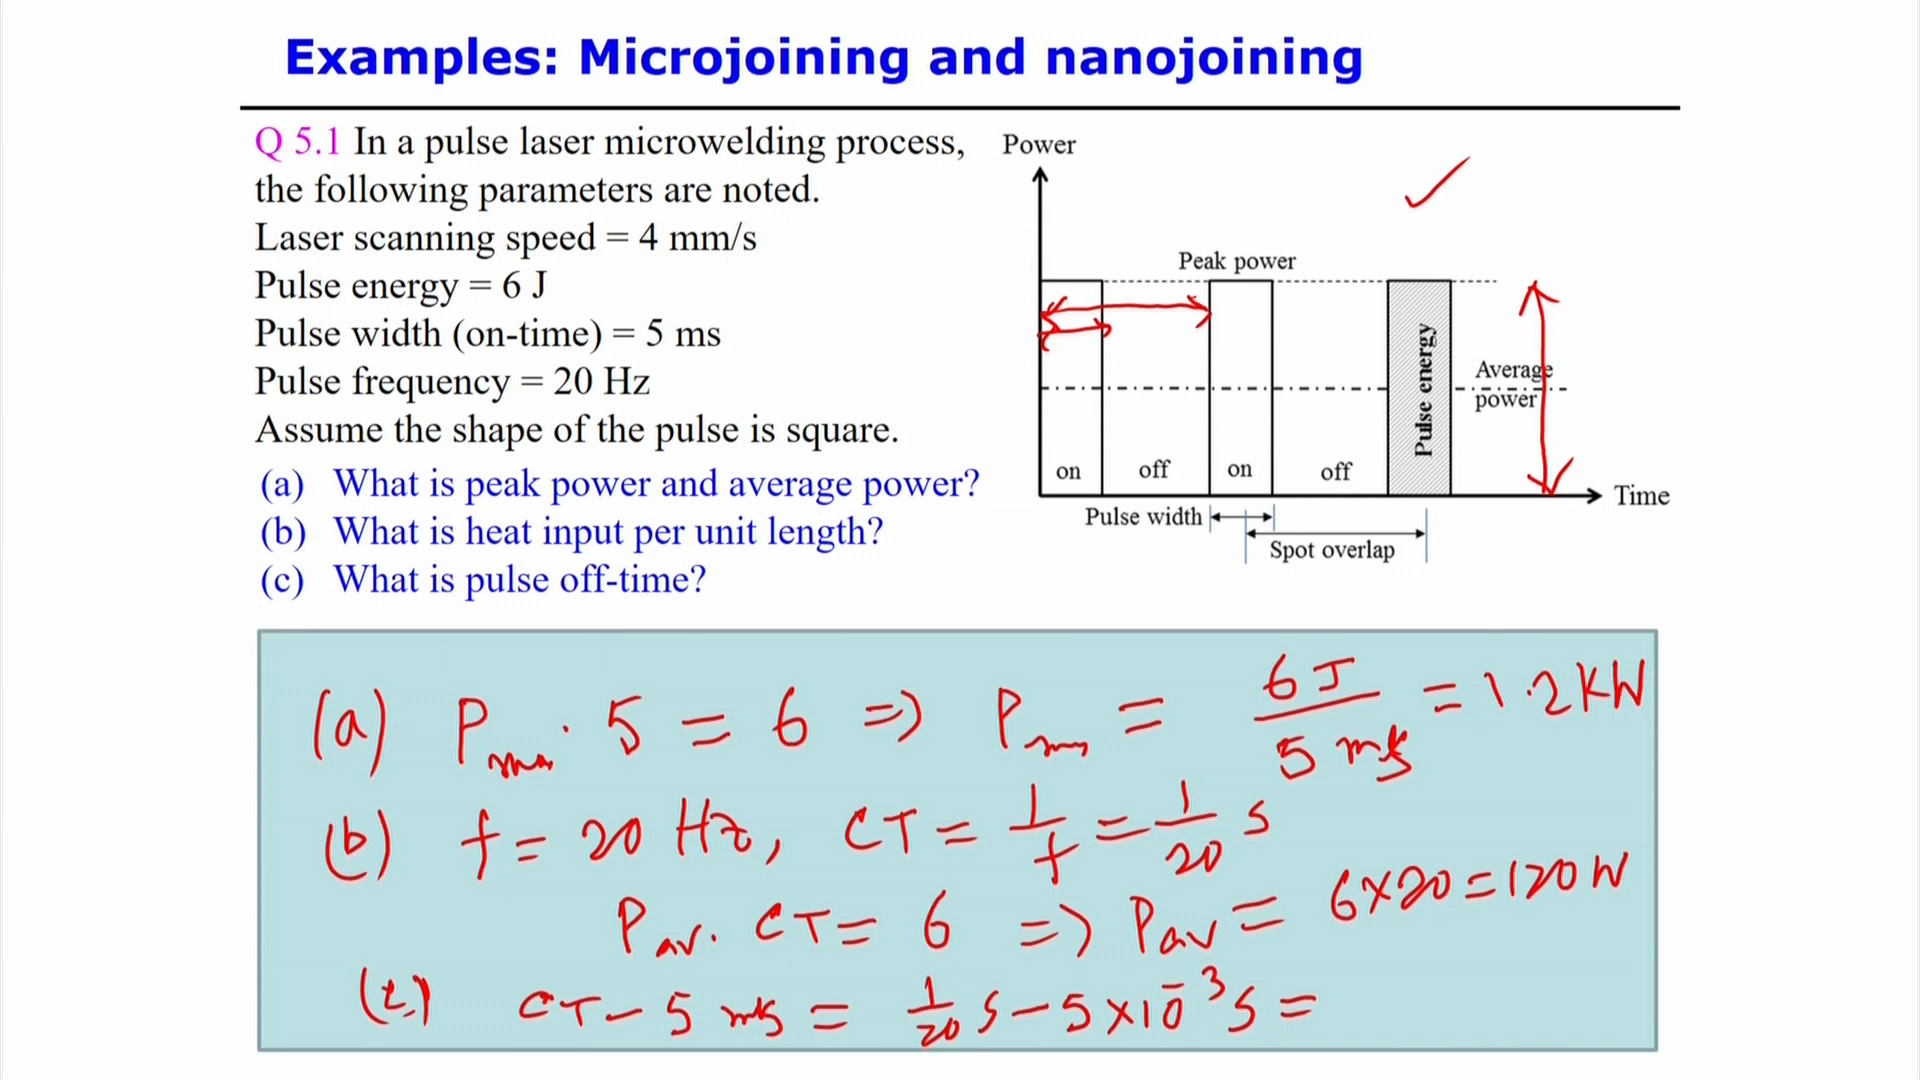 Examples: Microjoining and nanojoining
Q 5.1 In a pulse laser microwelding process,
the following parameters are noted.
Laser scanning speed = 4 mm/s
Pulse energy = 6 J
Pulse width (on-time) = 5 ms
Pulse frequency = 20 Hz
Assume the shape of the pulse is square.
(a) What is peak power and average power?
(b) What is heat input per unit length?
(c) What is pulse off-time?
Power
Peak power
Pulse energy
Average
power
on
off
on
off
Time
Pulse width
Spot overlap
(a) P · 5 = 6 => P = 6 J / 5 ms = 1.2 KW
(b) f = 20 Hz, CT = 1/f = 1/20 s
Pav. CT = 6 => Pav = 6×20 = 120 W
CT – 5 ms = 1/20 s – 5×10⁻³ s =